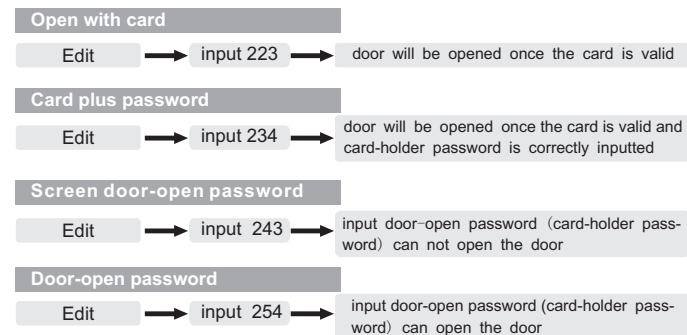 Open with card
Edit input 223 door will be opened once the card is valid
Card plus password
Edit input 234 door will be opened once the card is valid and
card-holder password is correctly inputted
Screen door-open password
Edit input 243 input door-open password (card-holder pass-
word) can not open the door
Door-open password
Edit input 254 input door-open password (card-holder pass-
word) can open the door